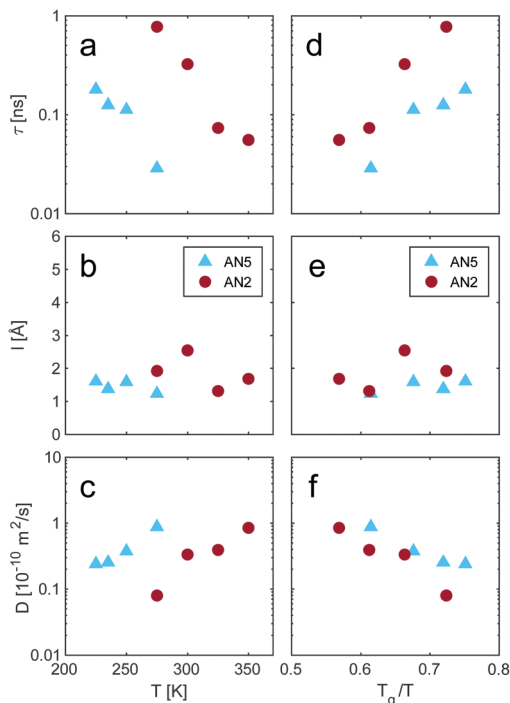 a
d
1
0.1
0.01
τ [ns]
b
e
AN5
AN2
AN5
AN2
6
5
4
3
2
1
0
l [Å]
c
f
10
1
0.1
0.01
D [10⁻¹⁰ m²/s]
200
250
300
350
0.5
0.6
0.7
0.8
T [K]
T_g/T